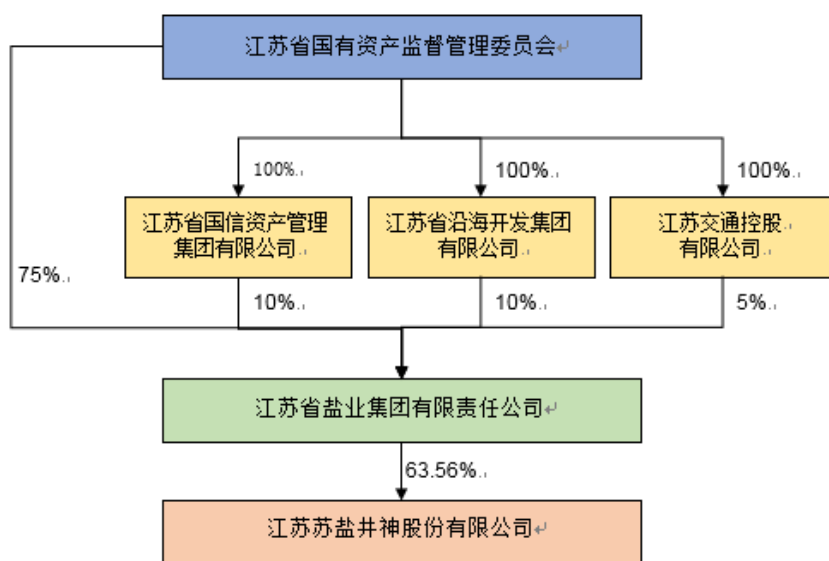 江苏省国有资产监督管理委员会
100%
100%
100%
江苏省国信资产管理
集团有限公司
江苏省沿海开发集团
有限公司
江苏交通控股
有限公司
75%
10%
10%
5%
江苏省盐业集团有限责任公司
63.56%
江苏苏盐井神股份有限公司